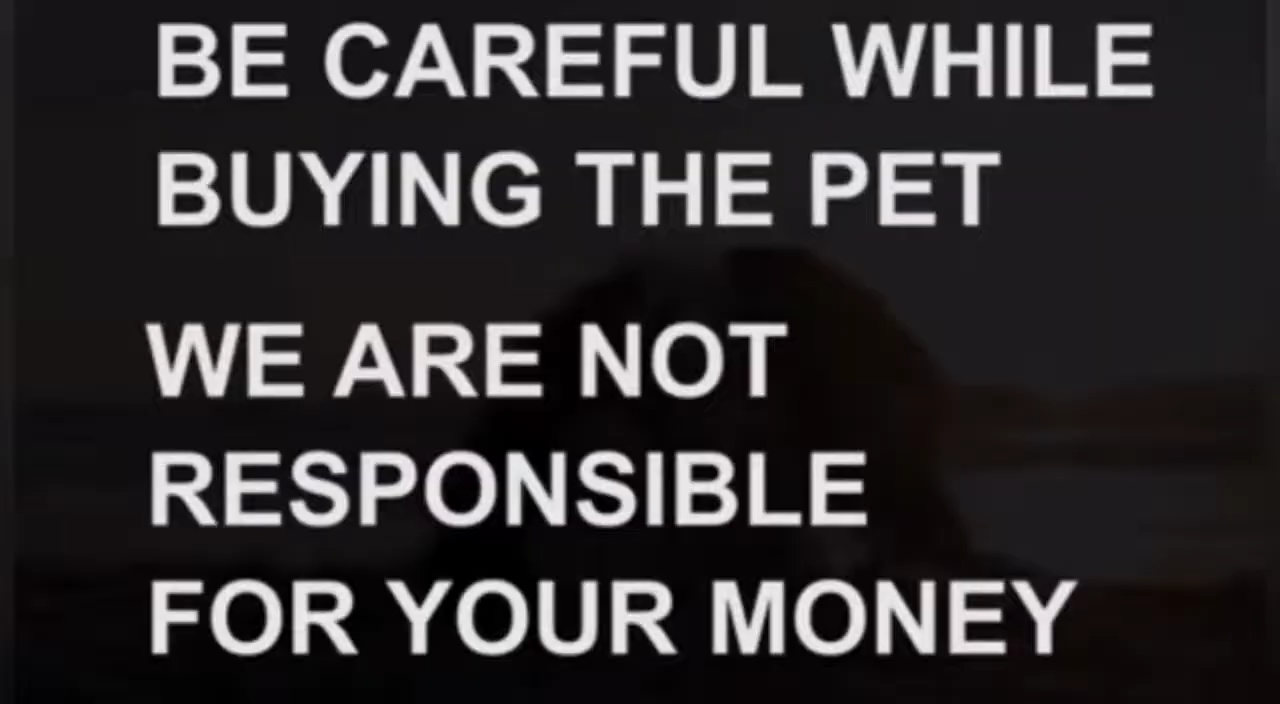 BE CAREFUL WHILE
BUYING THE PET
WE ARE NOT
RESPONSIBLE
FOR YOUR MONEY